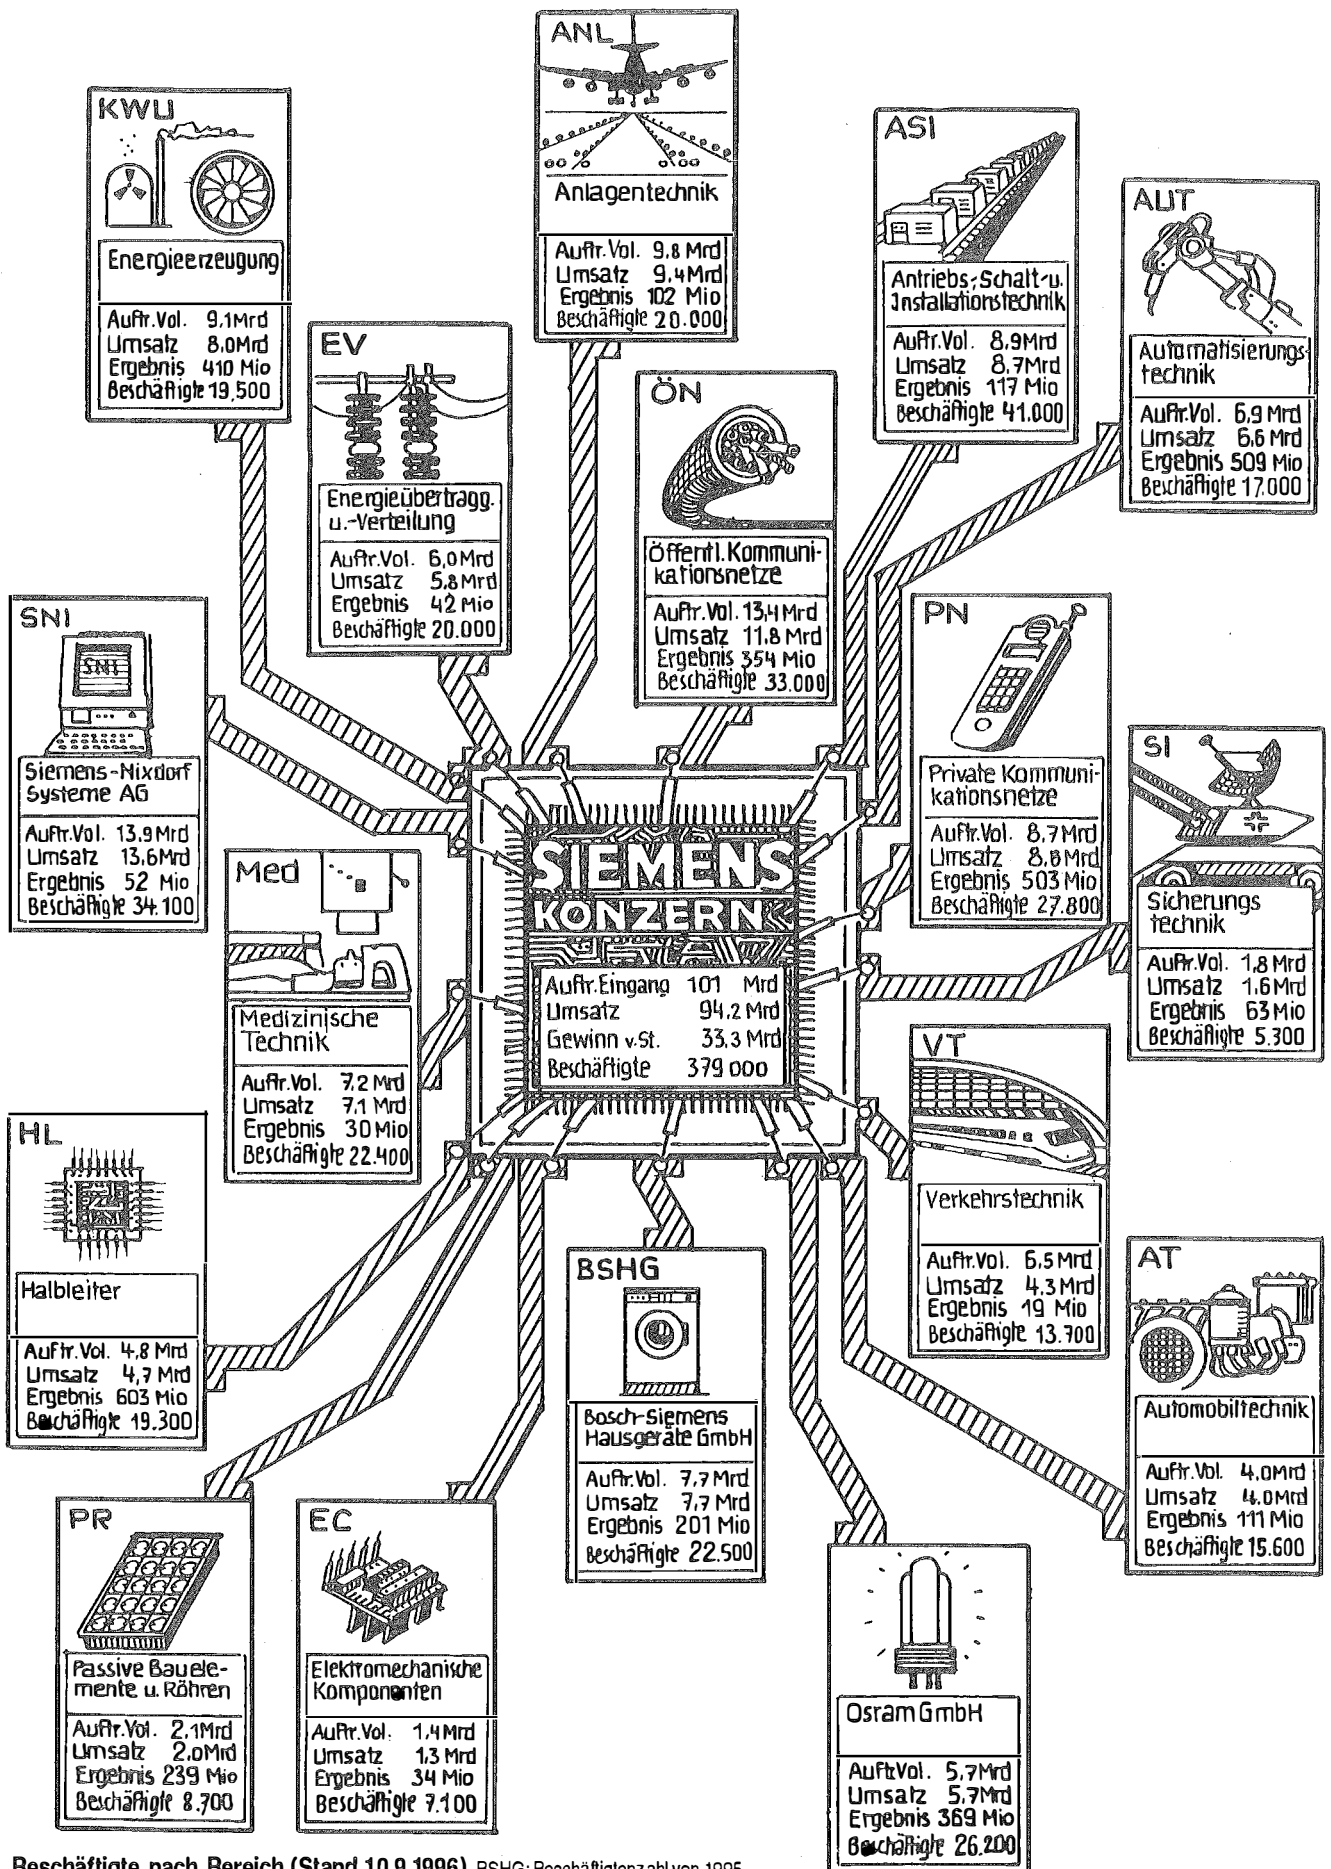 ANL
Anlagentechnik
Auftr.Vol. 9.8 Mrd
Umsatz 9.4 Mrd
Ergebnis 102 Mio
Beschäftigte 20.000
KWU
Energieerzeugung
Auftr.Vol. 9.1 Mrd
Umsatz 8.0 Mrd
Ergebnis 410 Mio
Beschäftigte 19,500
ASI
Antriebs-, Schalt- u.
Installationstechnik
Auftr.Vol. 8.9 Mrd
Umsatz 8.7 Mrd
Ergebnis 117 Mio
Beschäftigte 41.000
AUT
Automatisierungs-
technik
Auftr.Vol. 6,9 Mrd
Umsatz 6.6 Mrd
Ergebnis 509 Mio
Beschäftigte 17.000
EV
Energieübertragg.
u.-Verteilung
Auftr.Vol. 6,0 Mrd
Umsatz 5.8 Mrd
Ergebnis 42 Mio
Beschäftigte 20.000
ÖN
Öffentl. Kommuni-
kationsnetze
Auftr.Vol. 13,4 Mrd
Umsatz 11.8 Mrd
Ergebnis 354 Mio
Beschäftigte 33.000
SNI
SNI
Siemens-Nixdorf
Systeme AG
Auftr.Vol. 13,9 Mrd
Umsatz 13,6 Mrd
Ergebnis 52 Mio
Beschäftigte 34.100
PN
Private Kommuni-
kationsnetze
Auftr.Vol. 8.7 Mrd
Umsatz Mrd
Ergebnis 503 Mio
Beschäftigte 27.800
SI
Sicherungs
technik
Auftr.Vol. 1,8 Mrd
Umsatz 1.6 Mrd
Ergebnis 63 Mio
Beschäftigte 5.300
Med
Medizinische
Technik
Auftr.Vol. 7,2 Mrd
Umsatz 7.1 Mrd
Ergebnis 30 Mio
Beschäftigte 22.400
SIEMENS
KONZERN
Auftr. Eingang 101 Mrd
Umsatz 94.2 Mrd
Gewinn v.St. 33.3 Mrd
Beschäftigte 379 000
VT
Verkehrstechnik
Auftr.Vol. 6,5 Mrd
Umsatz 4.3 Mrd
Ergebnis 19 Mio
Beschäftigte 13.700
HL
Halbleiter
Auftr.Vol. 4,8 Mrd
Umsatz 4,7 Mrd
Ergebnis 603 Mio
Beschäftigte 19.300
BSHG
Bosch-Siemens
Hausgeräte GmbH
Auftr.Vol. 7,7 Mrd
Umsatz 7,7 Mrd
Ergebnis 201 Mio
Beschäftigte 22.500
AT
Automobiltechnik
Auftr.Vol. 4,0 Mrd
Umsatz 4.0 Mrd
Ergebnis 111 Mio
Beschäftigte 15.600
PR
Passive Bauele-
mente u. Röhren
Auftr.Vol. 2,1 Mrd
Umsatz 2.0 Mrd
Ergebnis 239 Mio
Beschäftigte 8.700
EC
Elektromechanische
Komponenten
Auftr.Vol. 1,4 Mrd
Umsatz 1,3 Mrd
Ergebnis 34 Mio
Beschäftigte 7.100
Osram GmbH
Auftr.Vol. 5,7 Mrd
Umsatz 5,7 Mrd
Ergebnis 369 Mio
Beschäftigte 26.200
Beschäftigte nach Bereich (Stand 10.9.1996) BSHG: Beschäftigtenzahl von 1995